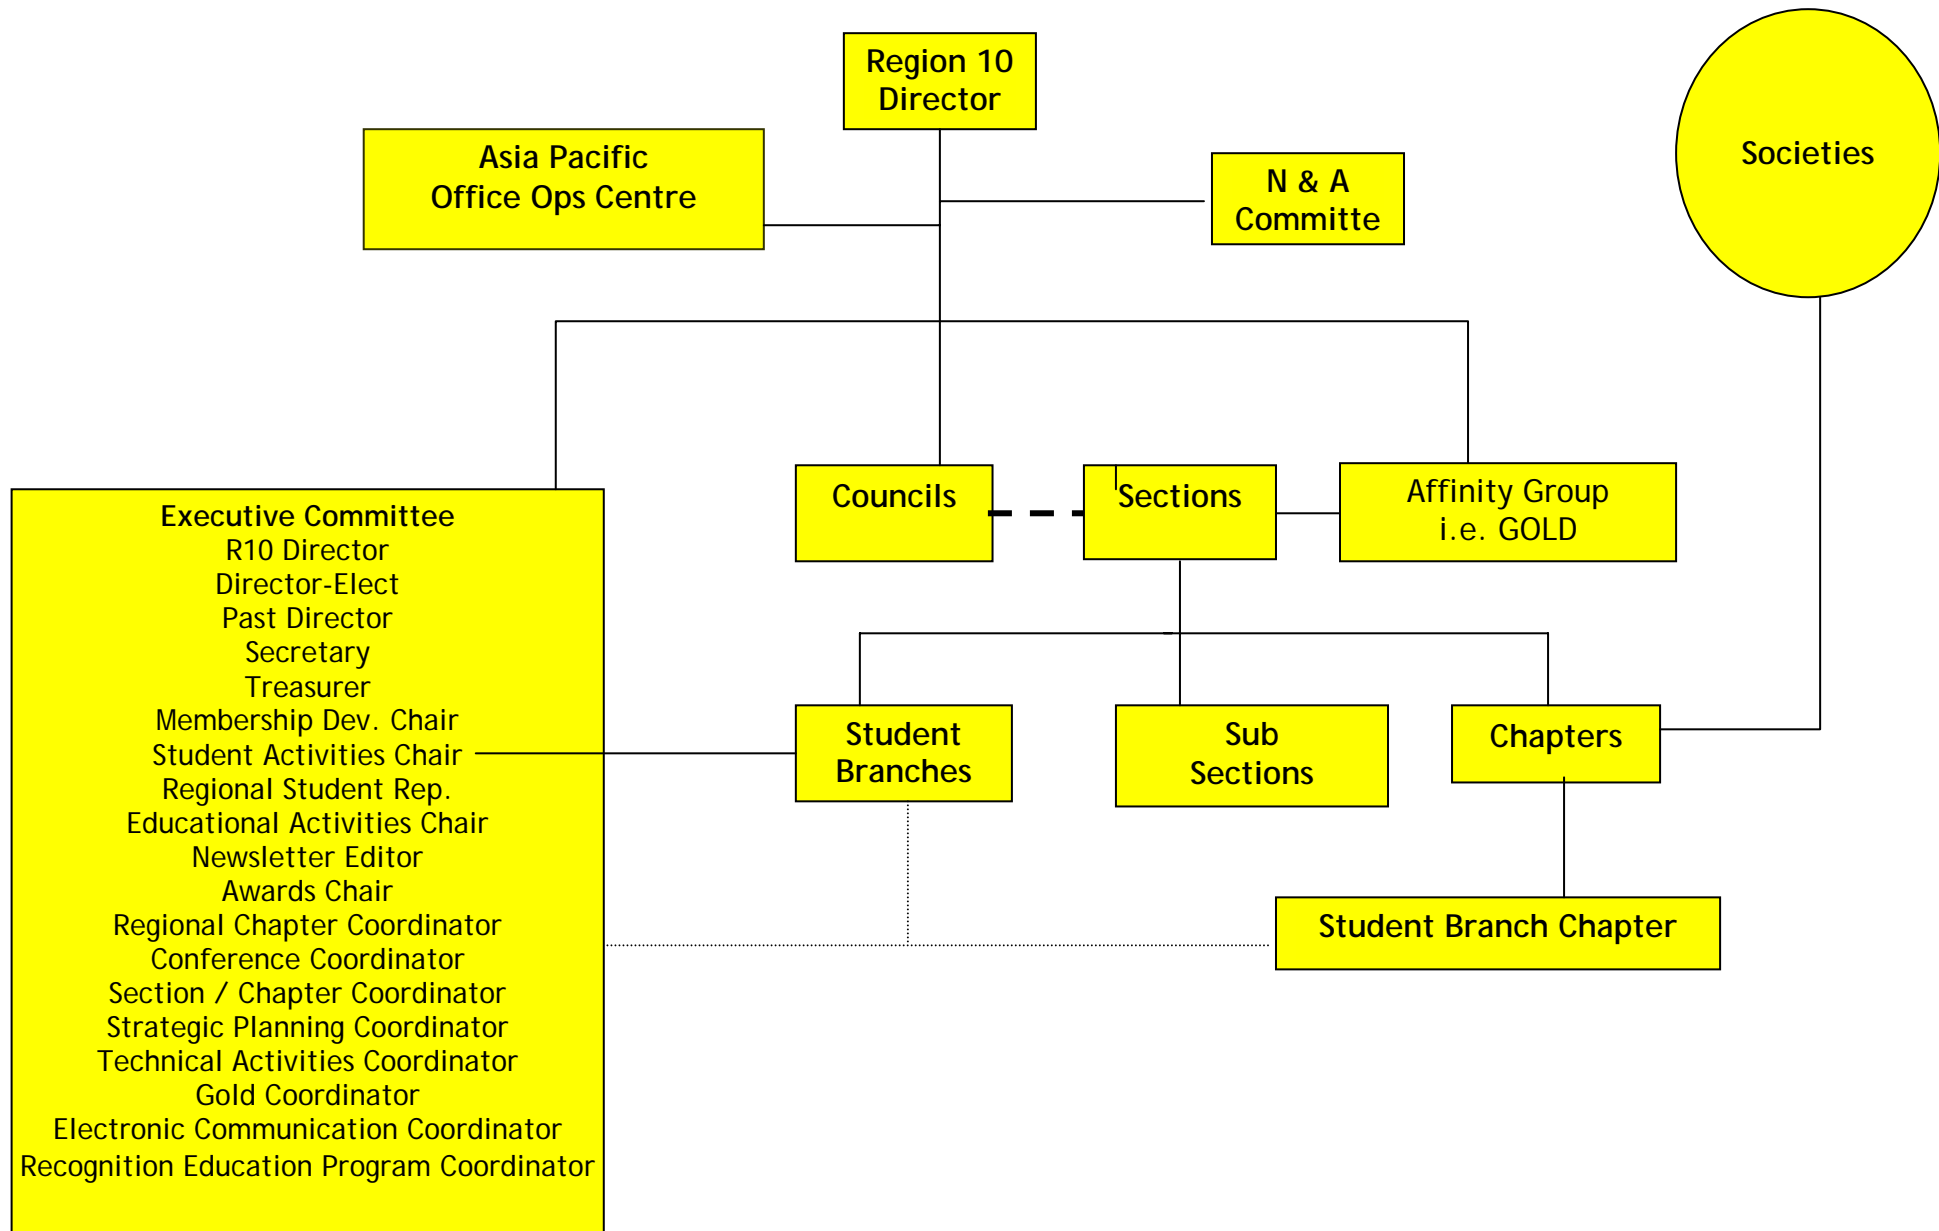 Region 10
Director
Asia Pacific
Office Ops Centre
N & A
Committe
Societies
Councils
Sections
Affinity Group
i.e. GOLD
Executive Committee
R10 Director
Director-Elect
Past Director
Secretary
Treasurer
Membership Dev. Chair
Student Activities Chair
Regional Student Rep.
Educational Activities Chair
Newsletter Editor
Awards Chair
Regional Chapter Coordinator
Conference Coordinator
Section / Chapter Coordinator
Strategic Planning Coordinator
Technical Activities Coordinator
Gold Coordinator
Electronic Communication Coordinator
Recognition Education Program Coordinator
Student
Branches
Sub
Sections
Chapters
Student Branch Chapter